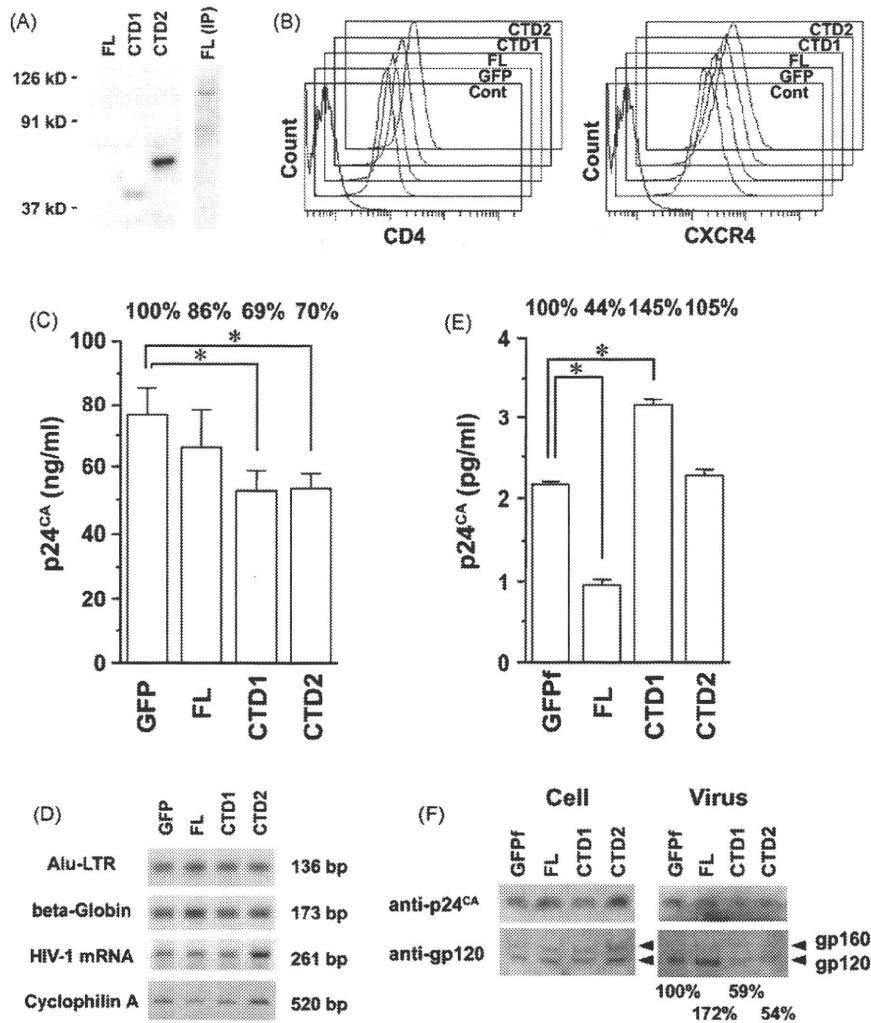 (A)
FL
CTD1
CTD2
FL (IP)
126 kD -
91 kD -
37 kD -
(B)
CTD2
CTD1
FL
GFP
Cont
Count
CD4
CTD2
CTD1
FL
GFP
Cont
Count
CXCR4
(C)
100% 86% 69% 70%
*
*
100
80
60
40
20
0
p24CA (ng/ml)
GFP
FL
CTD1
CTD2
(E)
100% 44% 145% 105%
*
*
4
3
2
1
0
p24CA (pg/ml)
GPFf
FL
CTD1
CTD2
(D)
GFP
FL
CTD1
CTD2
Alu-LTR 136 bp
beta-Globin 173 bp
HIV-1 mRNA 261 bp
Cyclophilin A 520 bp
(F)
Cell Virus
GFPf
FL
CTD1
CTD2
GFPf
FL
CTD1
CTD2
anti-p24CA
anti-gp120
gp160
gp120
100% 59%
172% 54%